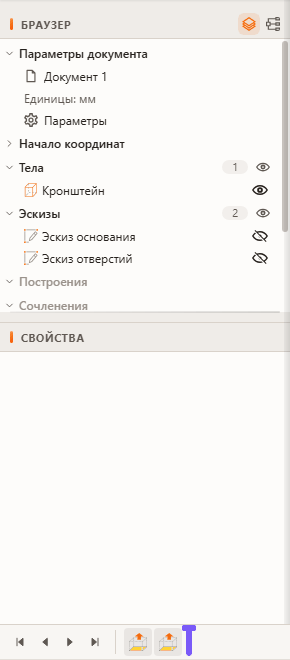 БРАУЗЕР
Параметры документа
Документ 1
Единицы: мм
Параметры
Начало координат
Тела 1
Кронштейн
Эскизы 2
Эскиз основания
Эскиз отверстий
Построения
Сочленения
СВОЙСТВА